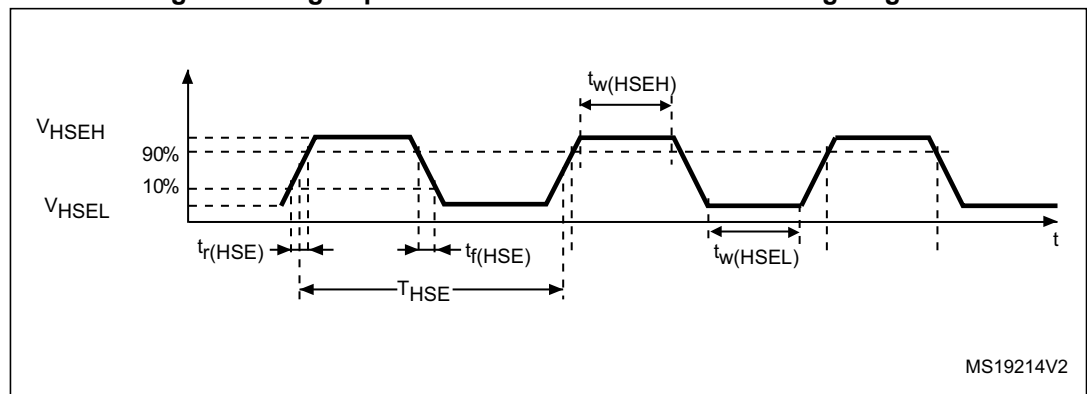 tw(HSEH)
VHSEH
90%
10%
VHSEL
tr(HSE)
tf(HSE)
tw(HSEL)
t
THSE
MS19214V2